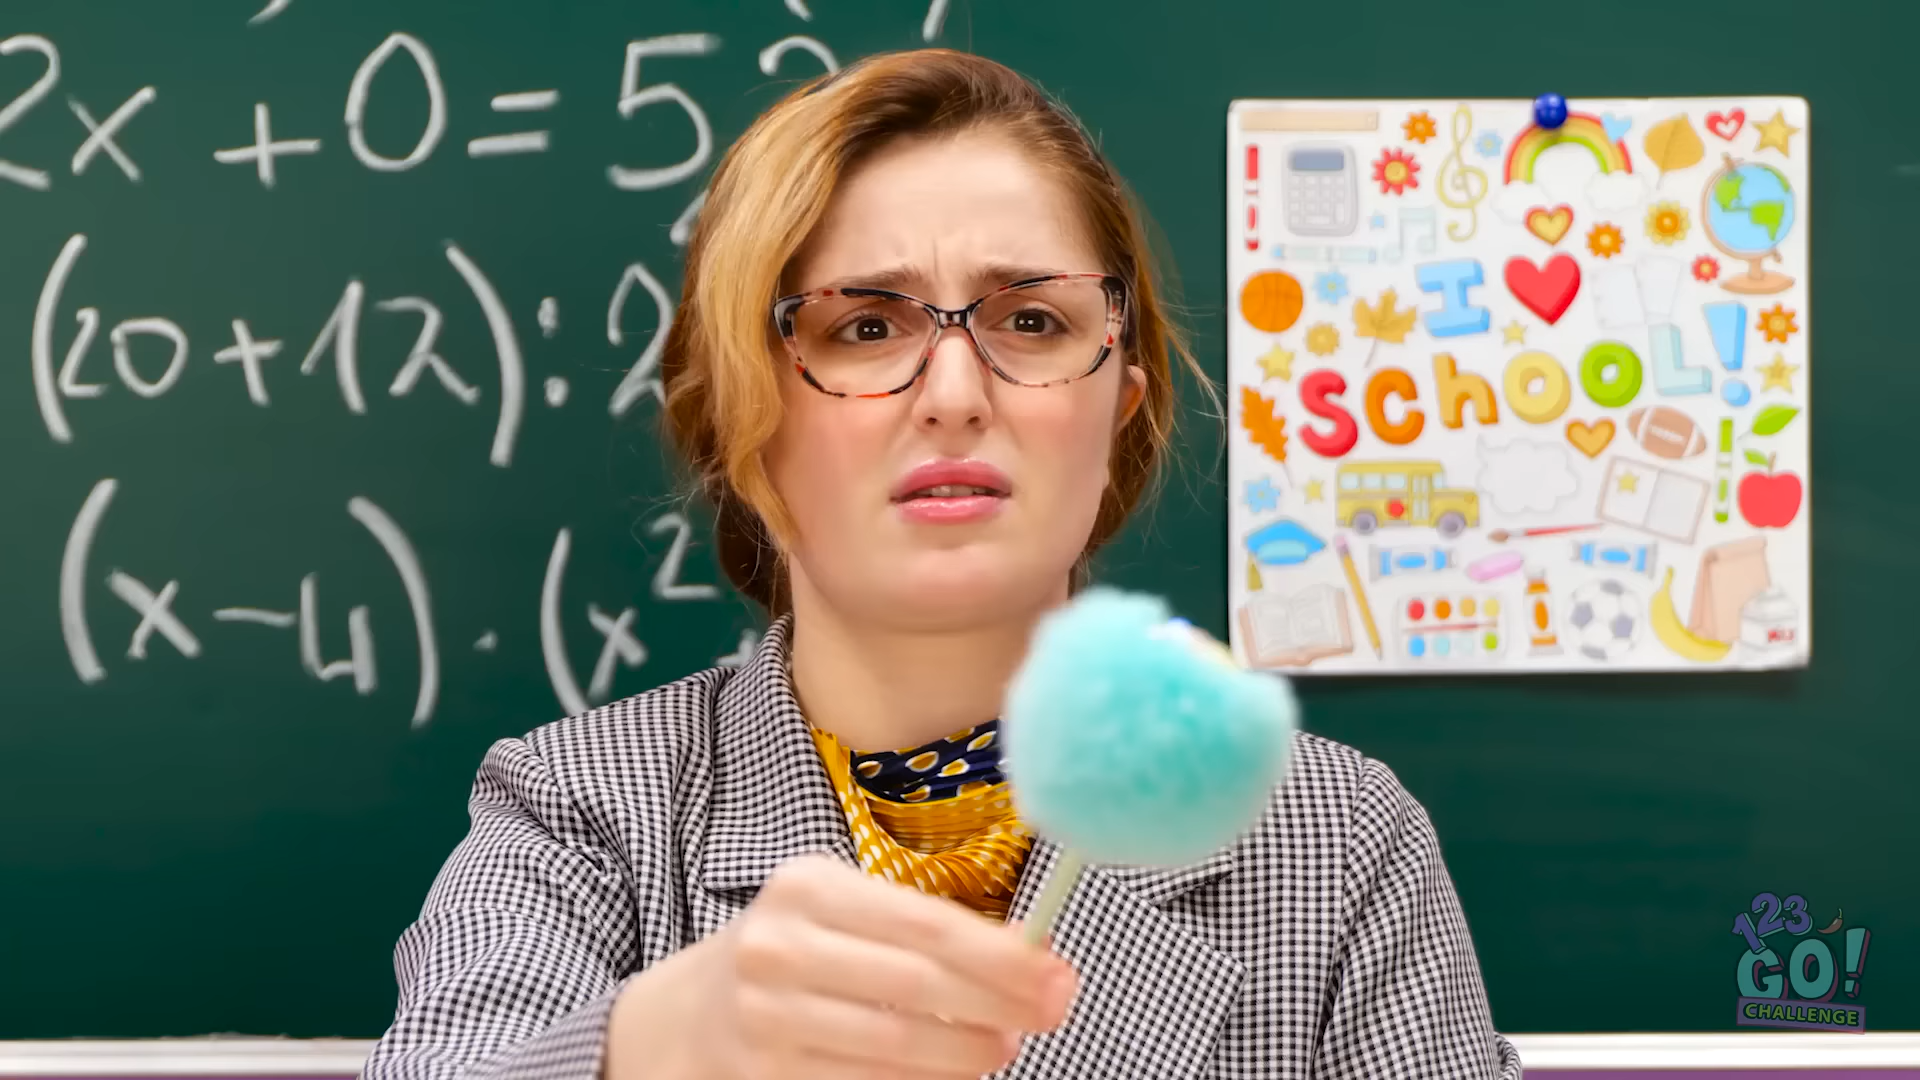 2x + 0 = 5
(20 + 12) : 2
(x - 4) · (x²
I
SCHOOL!
123
GO!
CHALLENGE